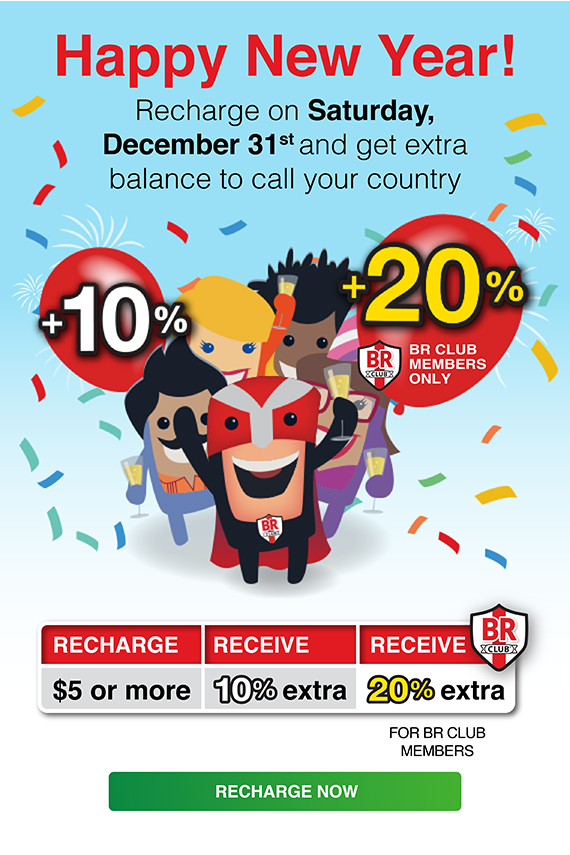 Happy New Year!
Recharge on Saturday,
December 31st and get extra
balance to call your country
+10%
+20%
BR
CLUB
BR CLUB
MEMBERS
ONLY
BR
CLUB
RECHARGE
RECEIVE
RECEIVE
BR
CLUB
$5 or more
10% extra
20% extra
FOR BR CLUB
MEMBERS
RECHARGE NOW